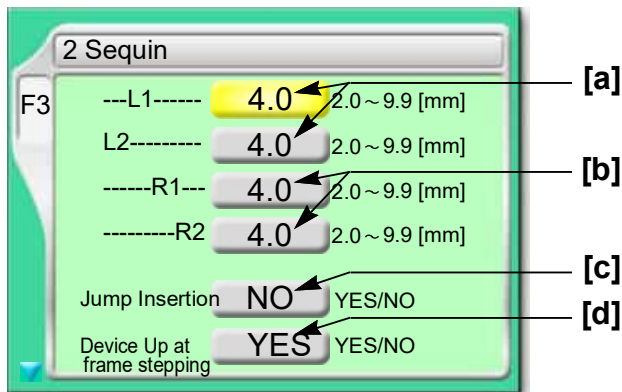 2 Sequin
F3
---L1------ 4.0 2.0～9.9 [mm]
L2--------- 4.0 2.0～9.9 [mm]
------R1--- 4.0 2.0～9.9 [mm]
---------R2 4.0 2.0～9.9 [mm]
Jump Insertion NO YES/NO
Device Up at
frame stepping YES YES/NO
[a]
[b]
[c]
[d]